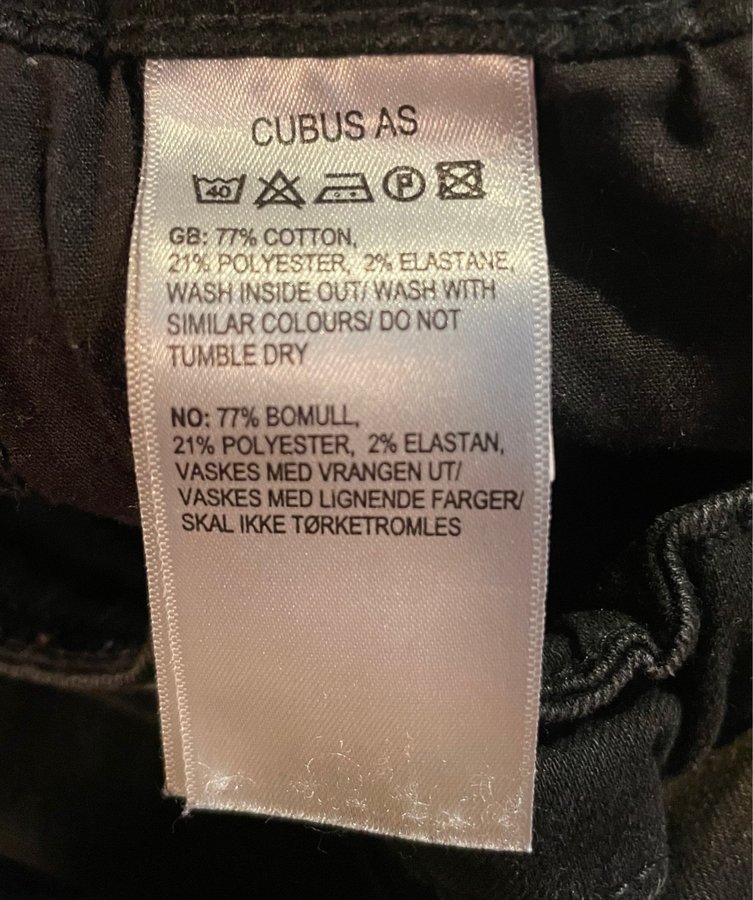 CUBUS AS
40 P
GB: 77% COTTON,
21% POLYESTER, 2% ELASTANE,
WASH INSIDE OUT/ WASH WITH
SIMILAR COLOURS/ DO NOT
TUMBLE DRY
NO: 77% BOMULL,
21% POLYESTER, 2% ELASTAN,
VASKES MED VRANGEN UT/
VASKES MED LIGNENDE FARGER/
SKAL IKKE TØRKETROMLES